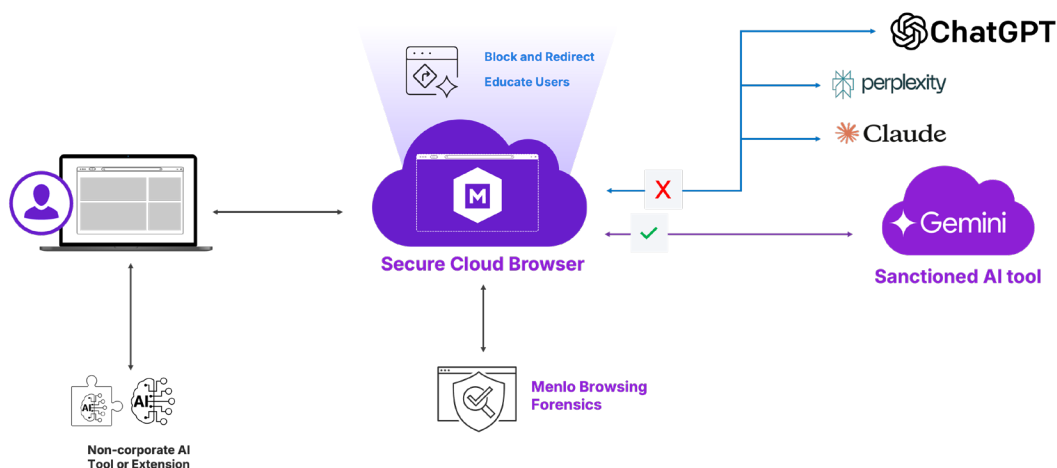 Block and Redirect
Educate Users
ChatGPT
perplexity
Claude
M
X
Gemini
Secure Cloud Browser
Sanctioned AI tool
Menlo Browsing
Forensics
AI
AI
Non-corporate AI
Tool or Extension